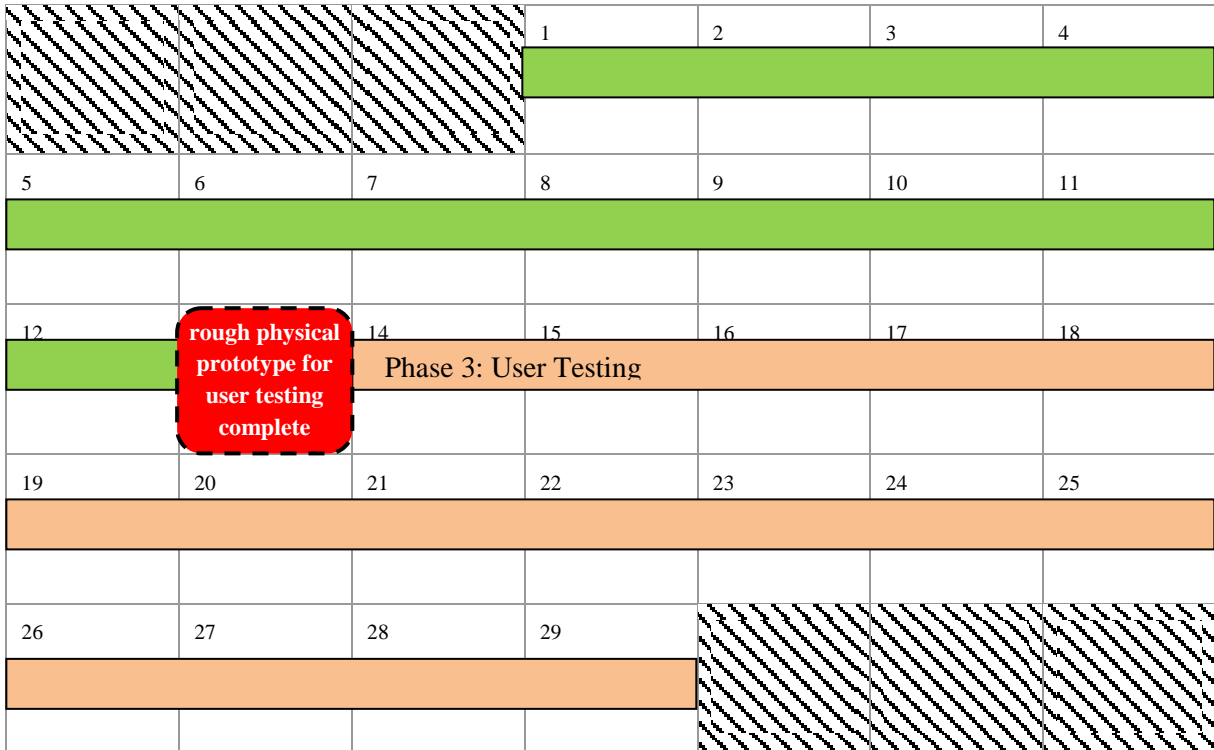 1 2 3 4
5 6 7 8 9 10 11
12 14 15 16 17 18
rough physical
prototype for
user testing
complete
Phase 3: User Testing
19 20 21 22 23 24 25
26 27 28 29